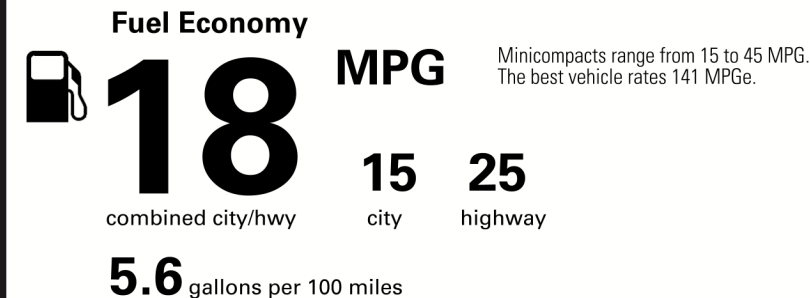 Fuel Economy
18 MPG
Minicompacts range from 15 to 45 MPG.
The best vehicle rates 141 MPGe.
15 25
combined city/hwy city highway
5.6 gallons per 100 miles